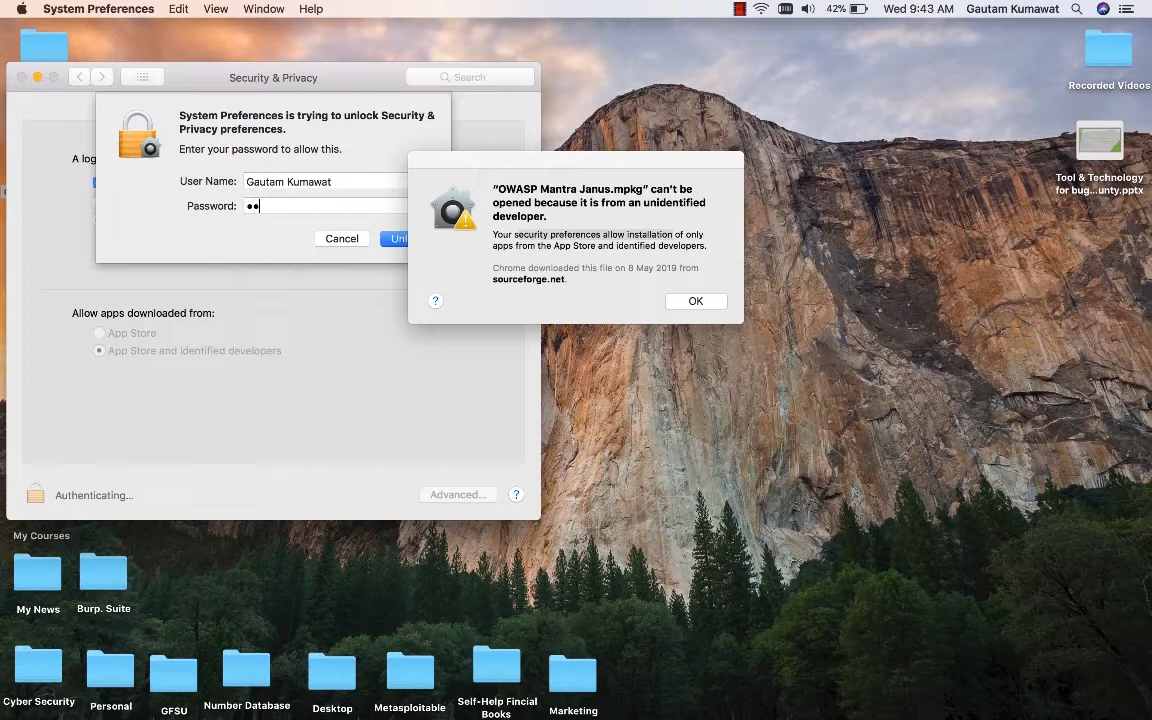 System Preferences Edit View Window Help
42% Wed 9:43 AM Gautam Kumawat
Security & Privacy
Search
System Preferences is trying to unlock Security &
Privacy preferences.
Enter your password to allow this.
User Name: Gautam Kumawat
Password: ••
Cancel
Unl
A log
Allow apps downloaded from:
App Store
App Store and identified developers
Authenticating...
Advanced...
?
"OWASP Mantra Janus.mpkg" can't be
opened because it is from an unidentified
developer.
Your security preferences allow installation of only
apps from the App Store and identified developers.
Chrome downloaded this file on 8 May 2019 from
sourceforge.net.
?
OK
Recorded Videos
Tool & Technology
for bug...unty.pptx
My Courses
My News
Burp. Suite
Cyber Security
Personal
GFSU
Number Database
Desktop
Metasploitable
Self-Help Fincial
Books
Marketing